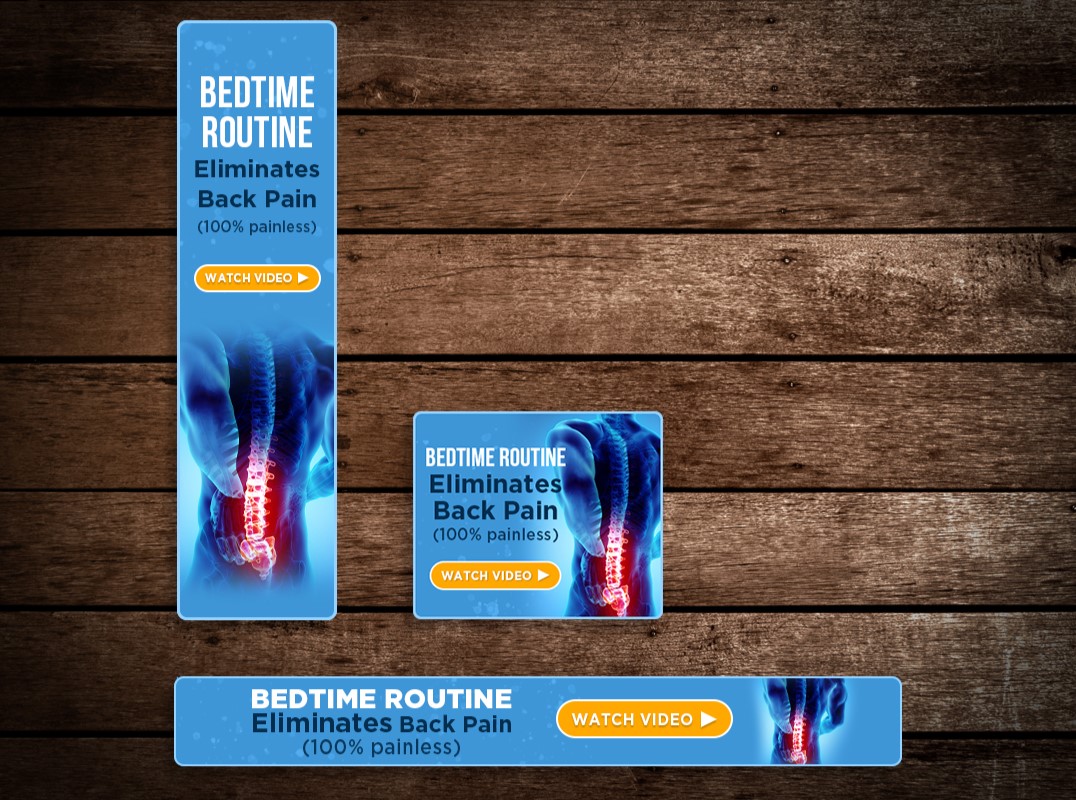 BEDTIME
ROUTINE
Eliminates
Back Pain
(100% painless)
WATCH VIDEO
BEDTIME ROUTINE
Eliminates
Back Pain
(100% painless)
WATCH VIDEO
BEDTIME ROUTINE
Eliminates Back Pain
(100% painless)
WATCH VIDEO